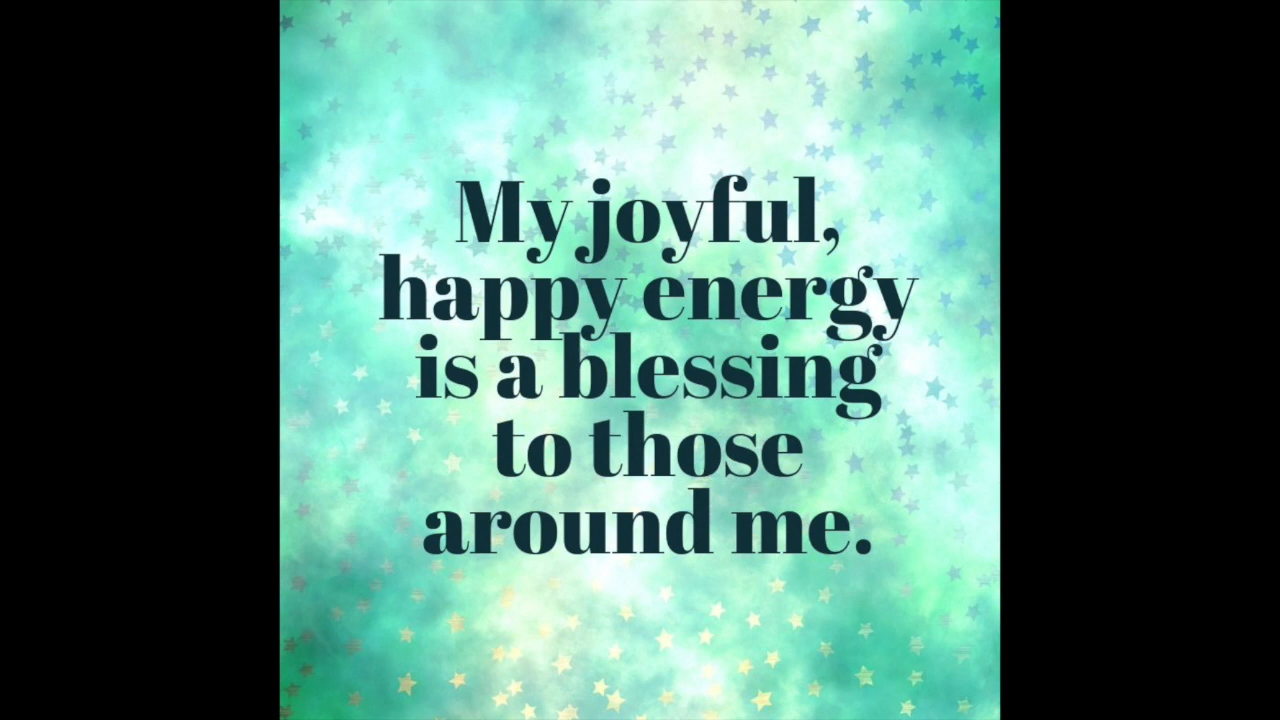 My joyful,
happy energy
is a blessing
to those
around me.